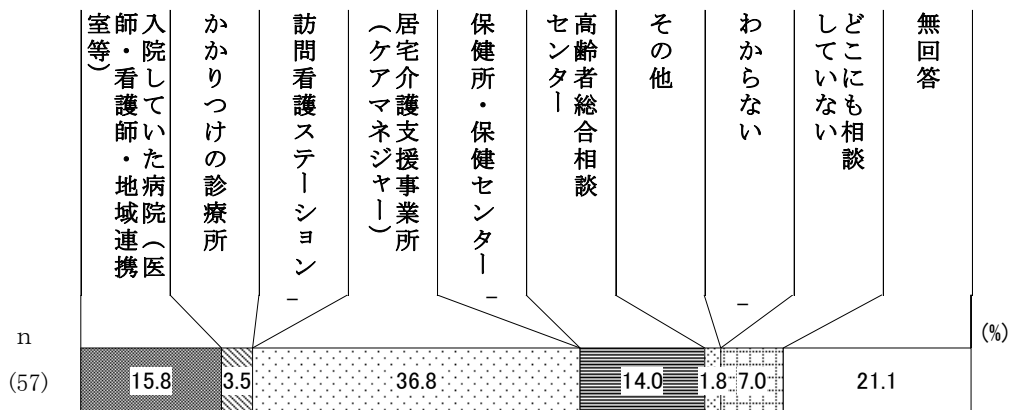 入院していた病院（医
師・看護師・地域連携
室等）
かかりつけの診療所
訪問看護ステーション
居宅介護支援事業所
（ケアマネジャー）
保健所・保健センター
高齢者総合相談
センター
その他
わからない
どこにも相談
していない
無回答
－
－
－
(%)
n
(57)
15.8
3.5
36.8
14.0
1.8
7.0
21.1